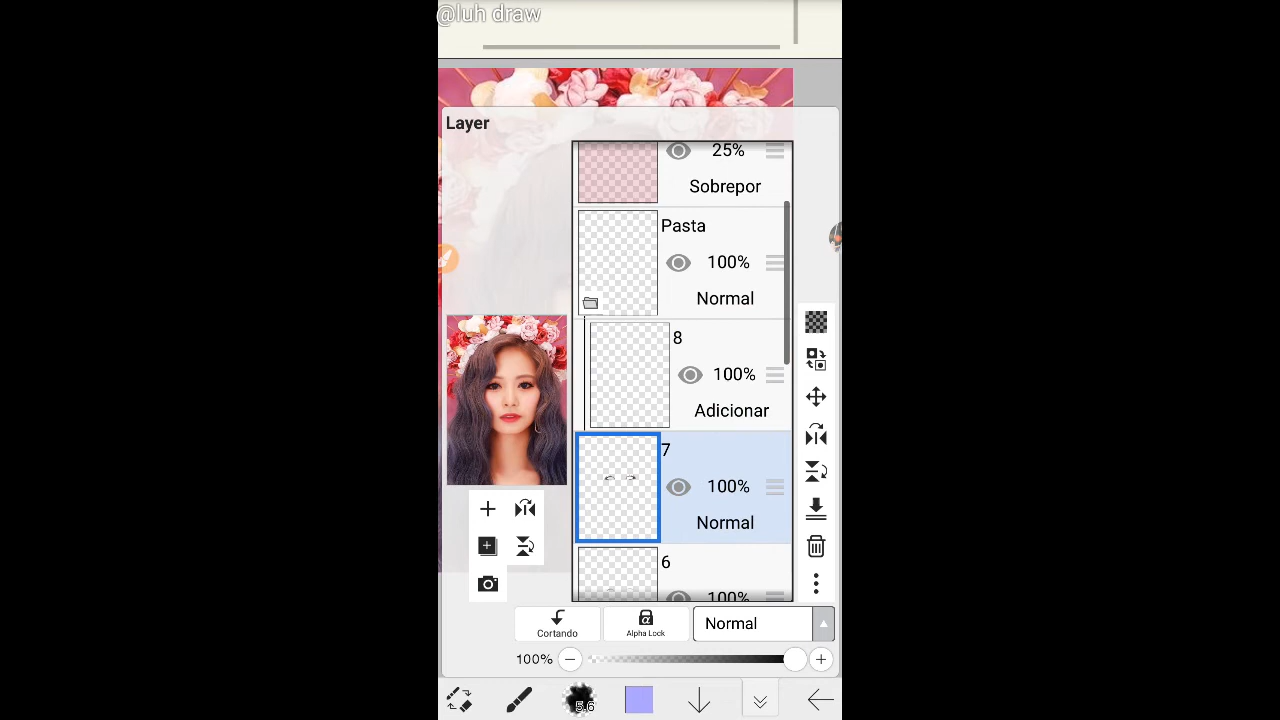 @luh draw
Layer
25%
Sobrepor
Pasta
100%
Normal
8
100%
Adicionar
7
100%
Normal
6
100%
Cortando
Alpha Lock
Normal
100%
5.6